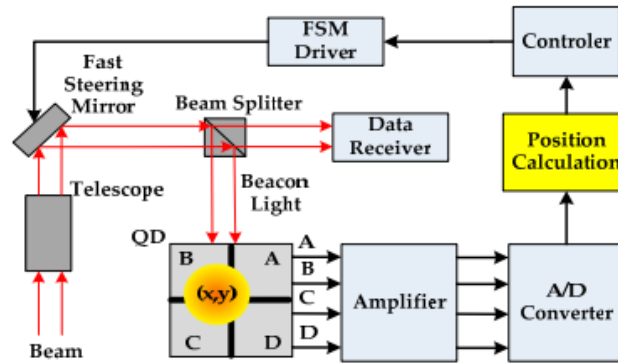 FSM
Driver
Controler
Fast
Steering
Mirror
Beam Splitter
Data
Receiver
Position
Calculation
Telescope
Beacon
Light
QD
B
A
(x,y)
C
D
A
B
C
D
Amplifier
A/D
Converter
Beam